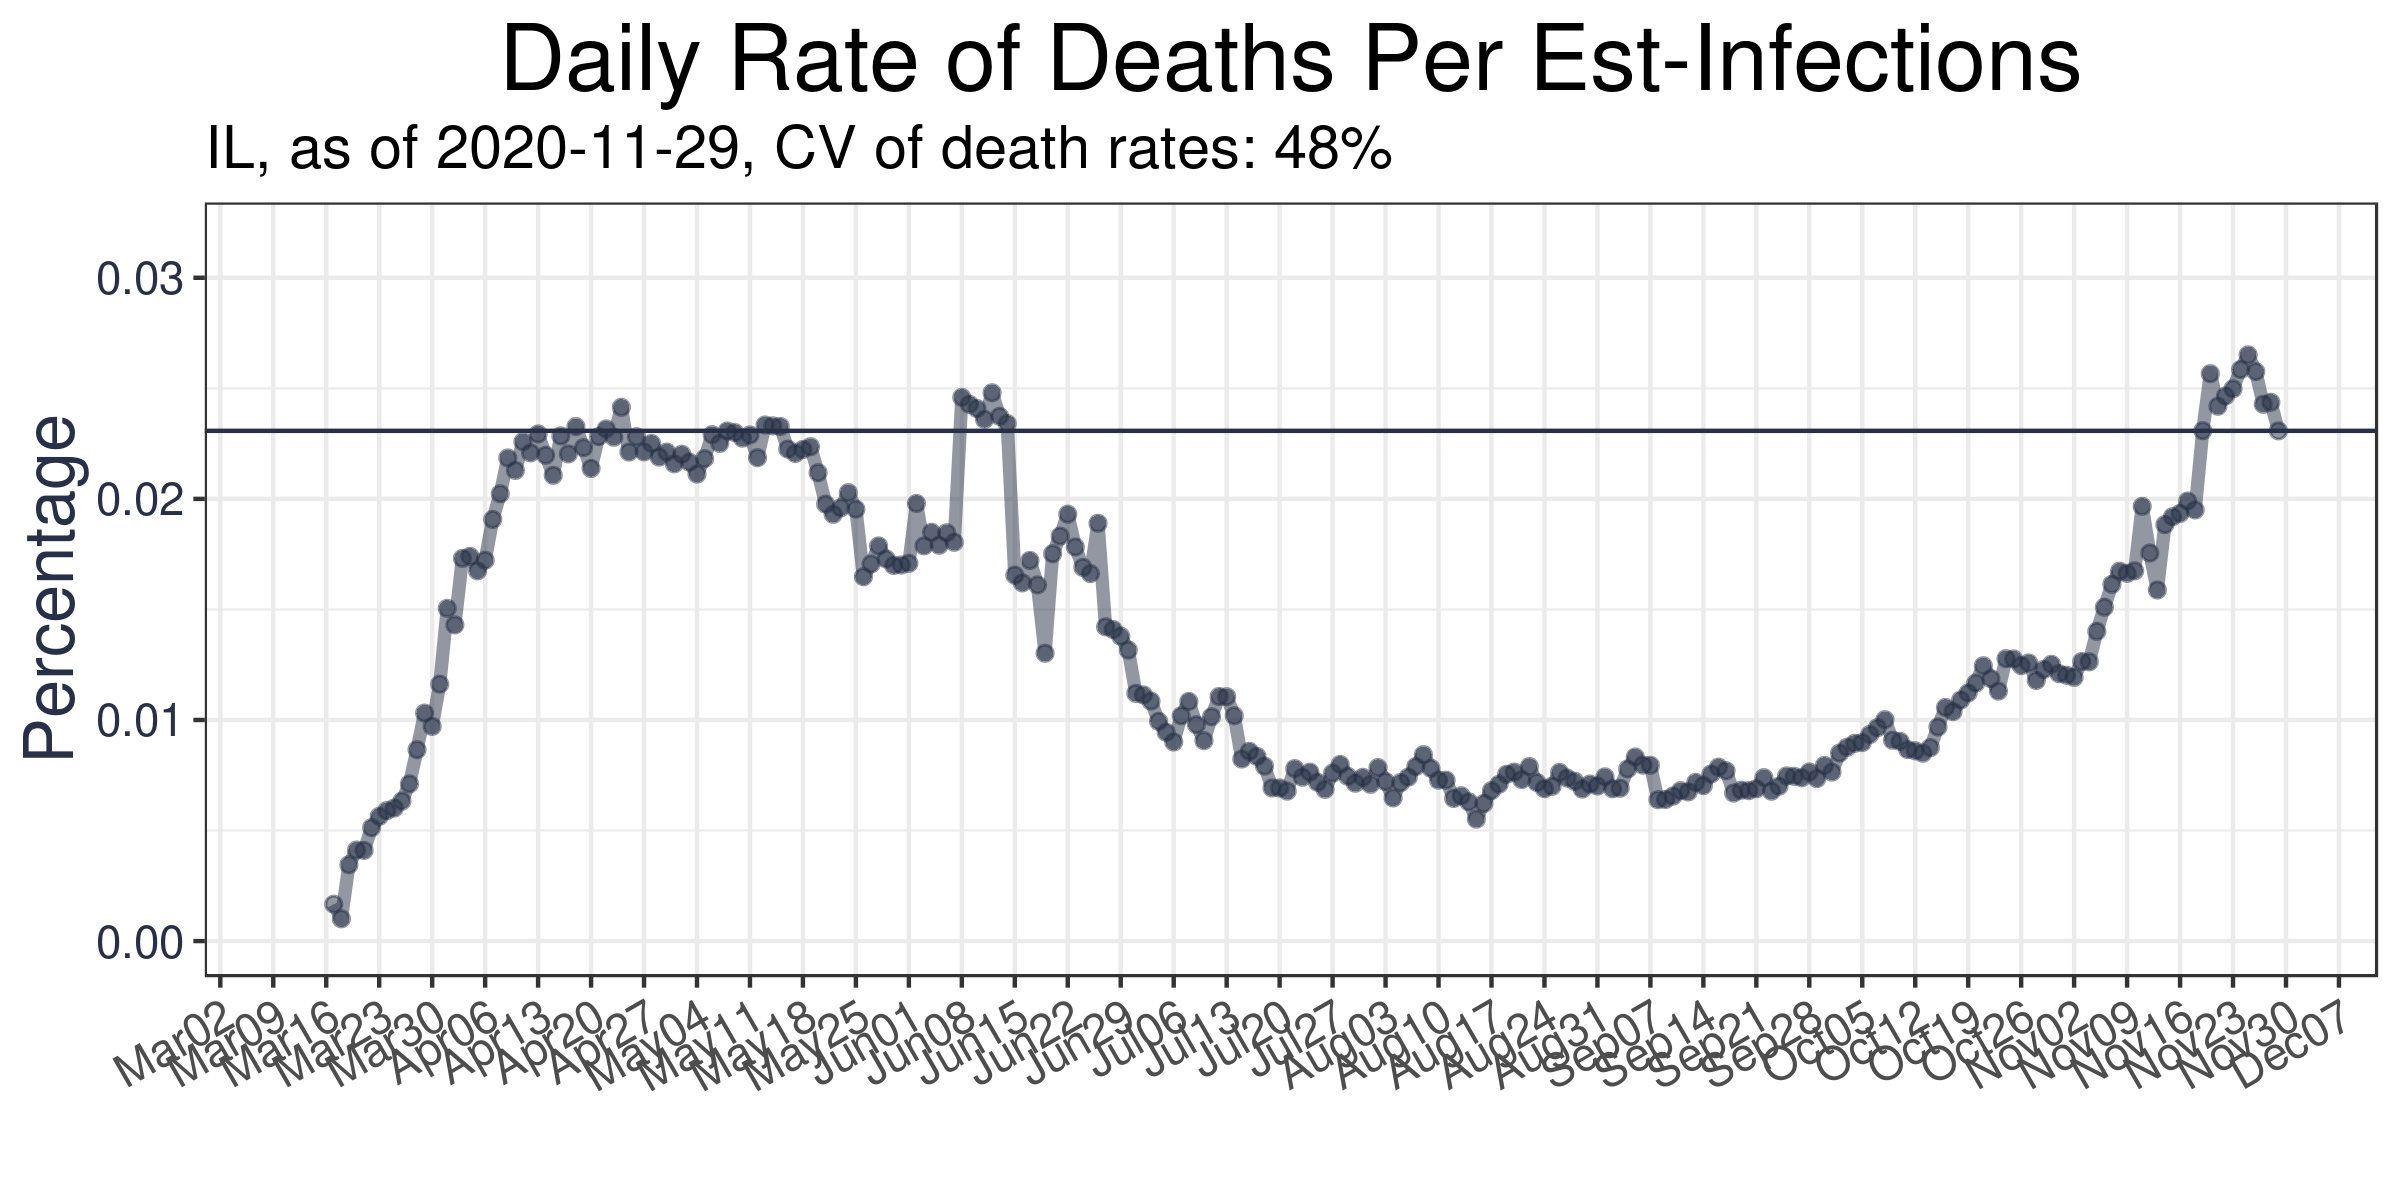 Daily Rate of Deaths Per Est-Infections
IL, as of 2020-11-29, CV of death rates: 48%
Percentage
0.03
0.02
0.01
0.00
Mar02
Mar09
Mar16
Mar23
Mar30
Apr06
Apr13
Apr20
Apr27
May04
May11
May18
May25
Jun01
Jun08
Jun15
Jun22
Jun29
Jul06
Jul13
Jul20
Jul27
Aug03
Aug10
Aug17
Aug24
Aug31
Sep07
Sep14
Sep21
Sep28
Oct05
Oct12
Oct19
Oct26
Nov02
Nov09
Nov16
Nov23
Nov30
Dec07